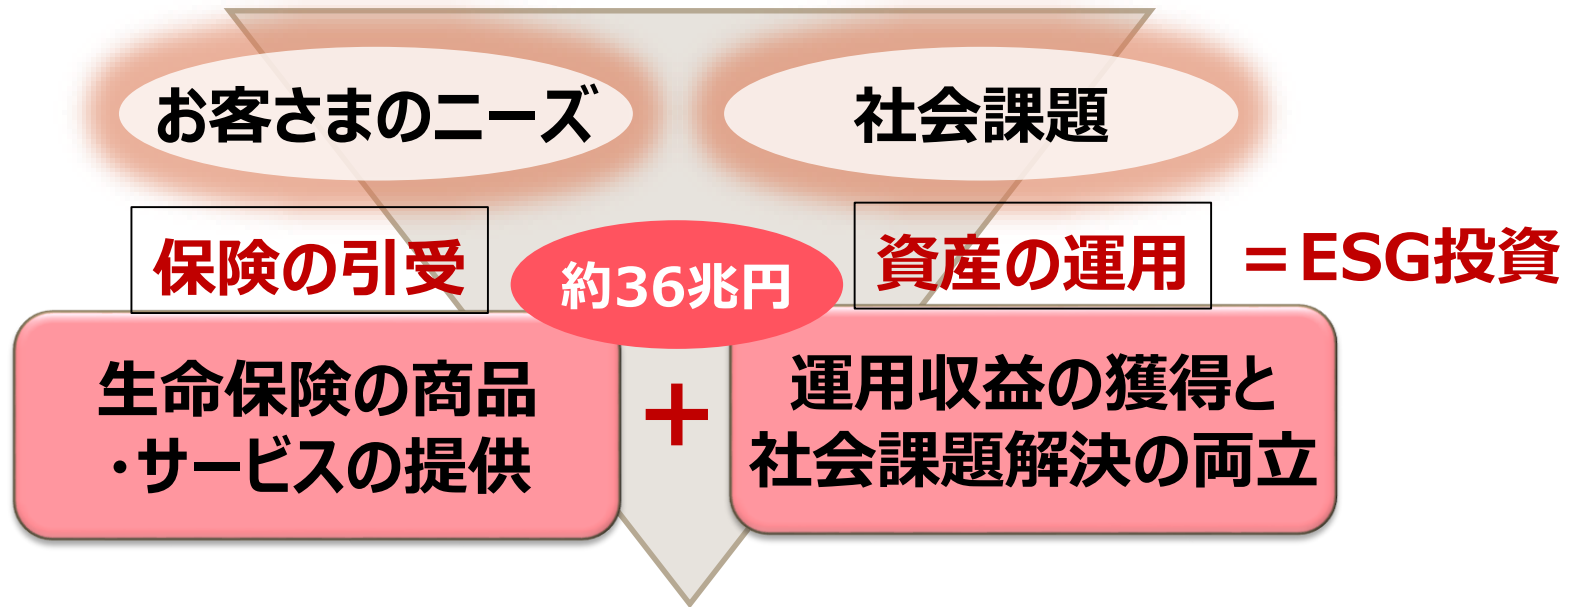 お客さまのニーズ
社会課題
保険の引受
約36兆円
資産の運用
＝ESG投資
生命保険の商品
・サービスの提供
＋
運用収益の獲得と
社会課題解決の両立